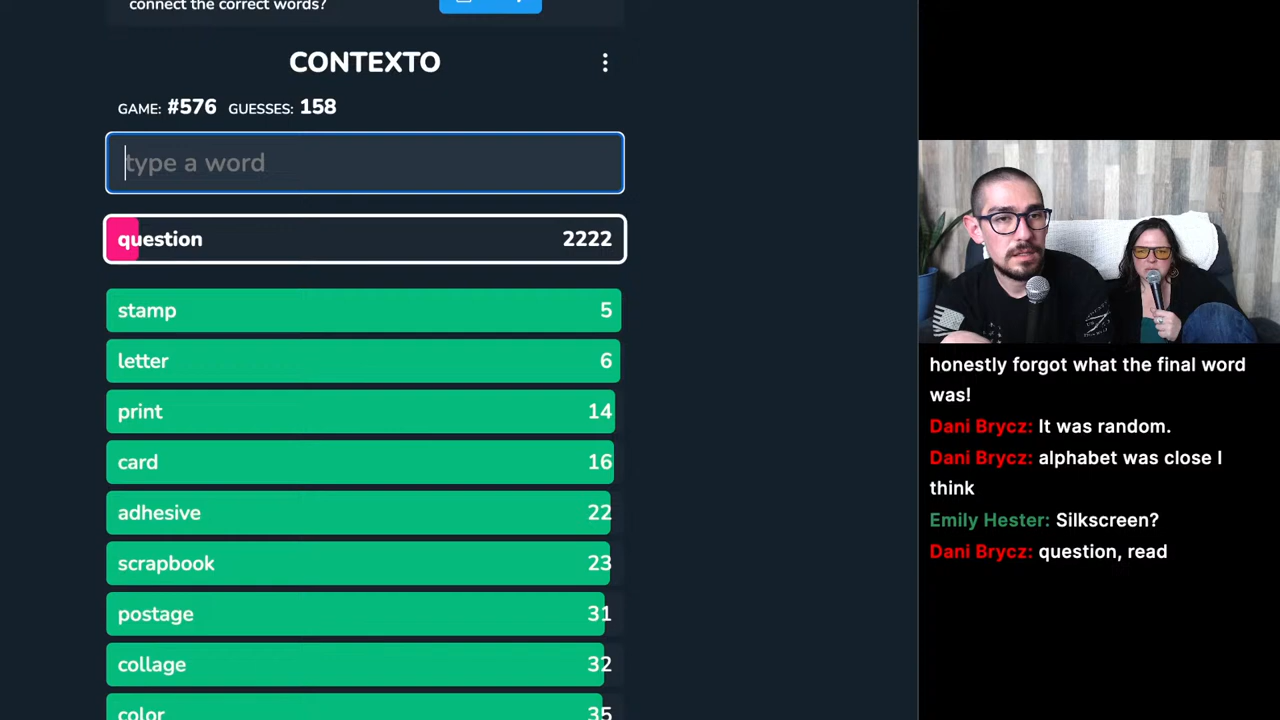 connect the correct words?
CONTEXTO
GAME: #576 GUESSES: 158
type a word
question 2222
stamp 5
letter 6
print 14
card 16
adhesive 22
scrapbook 23
postage 31
collage 32
color 35
honestly forgot what the final word
was!
Dani Brycz: It was random.
Dani Brycz: alphabet was close I
think
Emily Hester: Silkscreen?
Dani Brycz: question, read